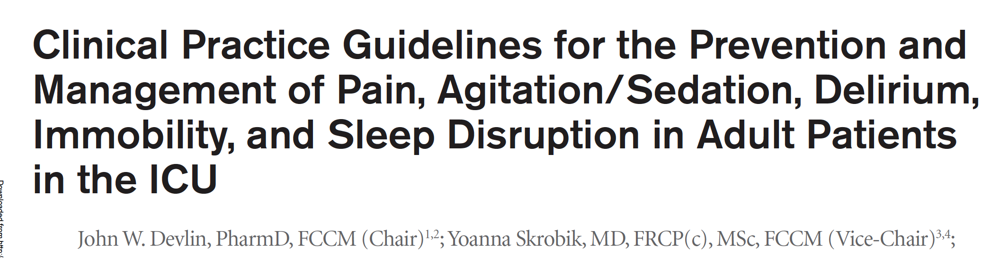 Clinical Practice Guidelines for the Prevention and
Management of Pain, Agitation/Sedation, Delirium,
Immobility, and Sleep Disruption in Adult Patients
in the ICU
John W. Devlin, PharmD, FCCM (Chair)1,2; Yoanna Skrobik, MD, FRCP(c), MSc, FCCM (Vice-Chair)3,4;
Downloaded from